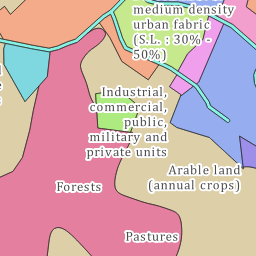 medium density
urban fabric
(S.L. : 30% -
50%)
Industrial,
commercial,
public,
military and
private units
Arable land
(annual crops)
Forests
Pastures